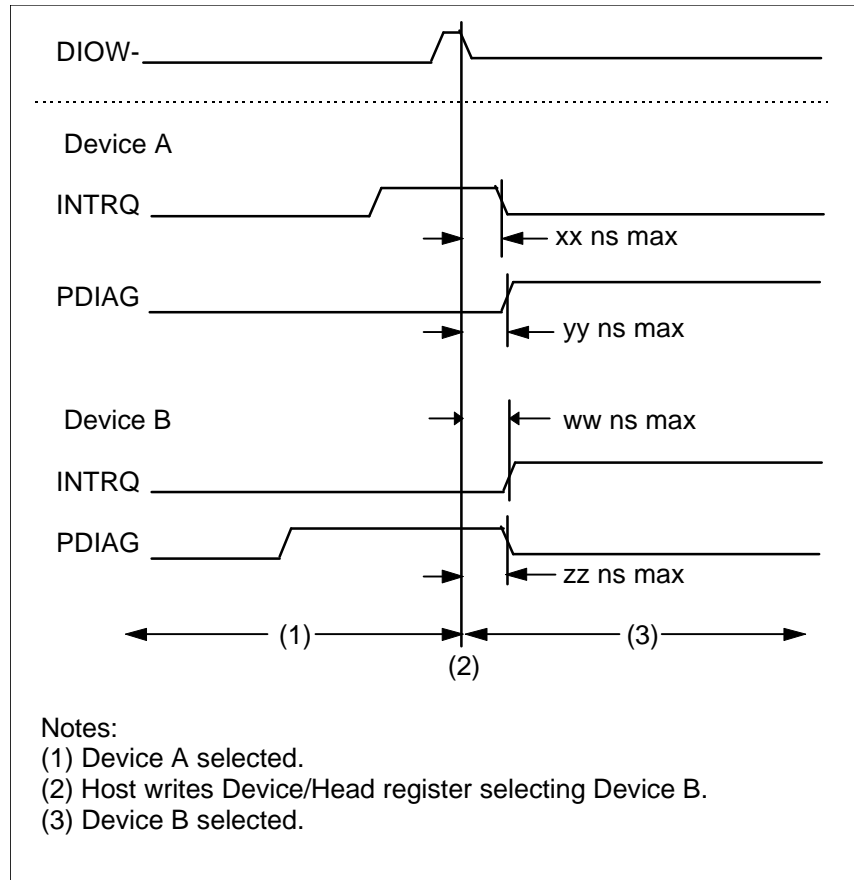 DIOW-
Device A
INTRQ
xx ns max
PDIAG
yy ns max
Device B
ww ns max
INTRQ
PDIAG
zz ns max
(1)
(3)
(2)
Notes:
(1) Device A selected.
(2) Host writes Device/Head register selecting Device B.
(3) Device B selected.